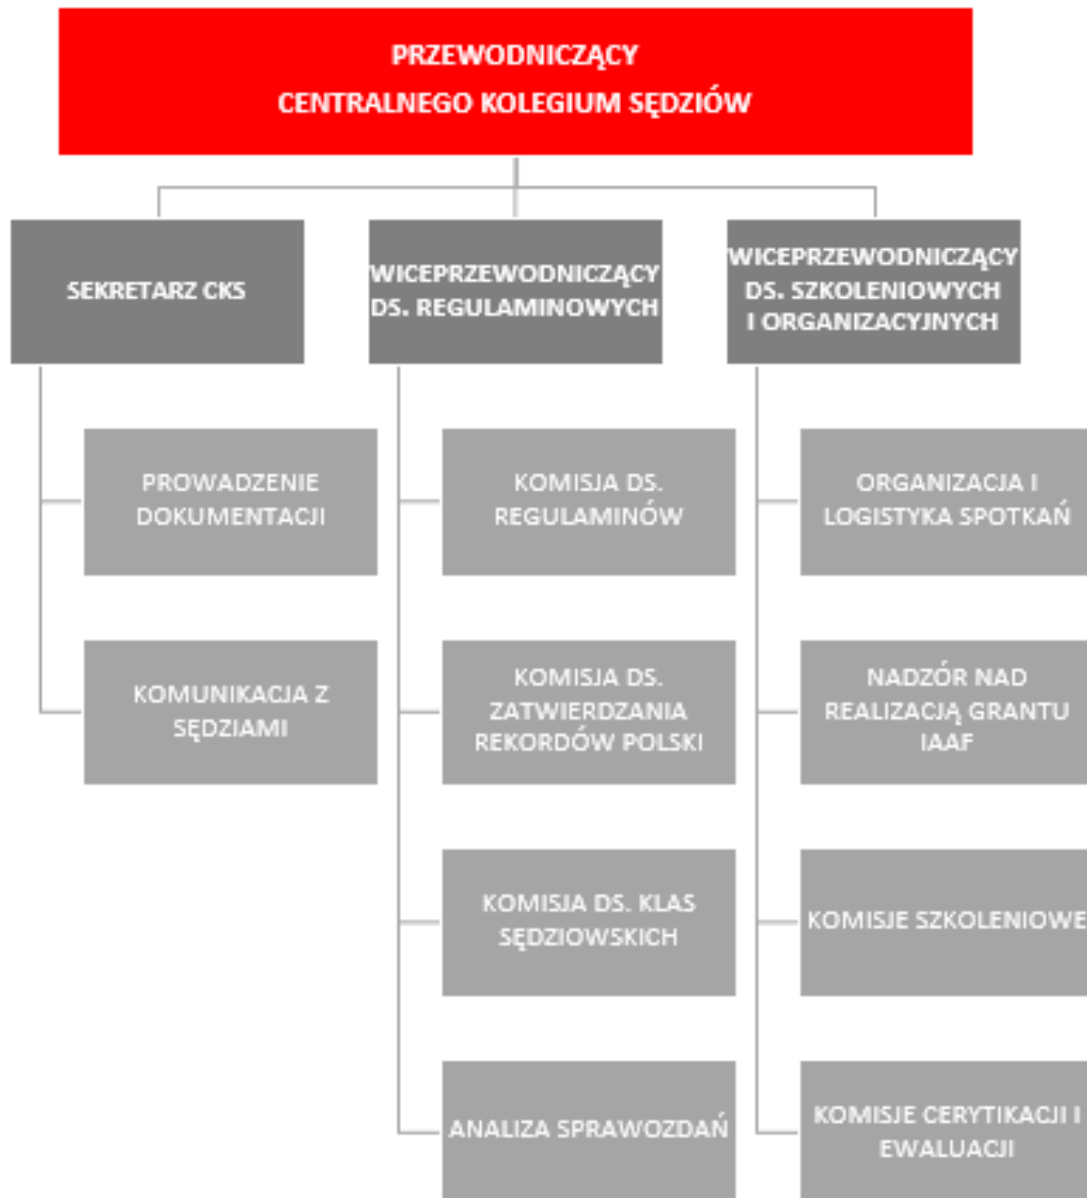 PRZEWODNICZĄCY
CENTRALNEGO KOLEGIUM SĘDZIÓW
SEKRETARZ CKS
WICEPRZEWODNICZĄCY
DS. REGULAMINOWYCH
WICEPRZEWODNICZĄCY
DS. SZKOLENIOWYCH
I ORGANIZACYJNYCH
PROWADZENIE
DOKUMENTACJI
KOMISJA DS.
REGULAMINÓW
ORGANIZACJA I
LOGISTYKA SPOTKAŃ
KOMUNIKACJA Z
SĘDZIAMI
KOMISJA DS.
ZATWIERDZANIA
REKORDÓW POLSKI
NADZÓR NAD
REALIZACJĄ GRANTU
IAAF
KOMISJA DS. KLAS
SĘDZIOWSKICH
KOMISJE SZKOLENIOWE
ANALIZA SPRAWOZDAŃ
KOMISJE CERYTIKACJI I
EWALUACJI